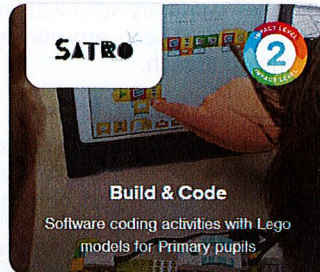 SATRO
IMPACT LEVEL
2
IMPACT LEVEL
Build & Code
Software coding activities with Lego
models for Primary pupils